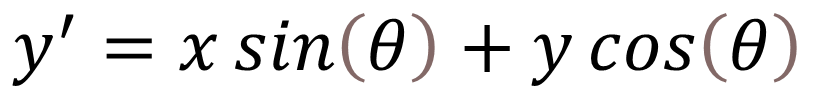 y′ = x sin(θ) + y cos(θ)